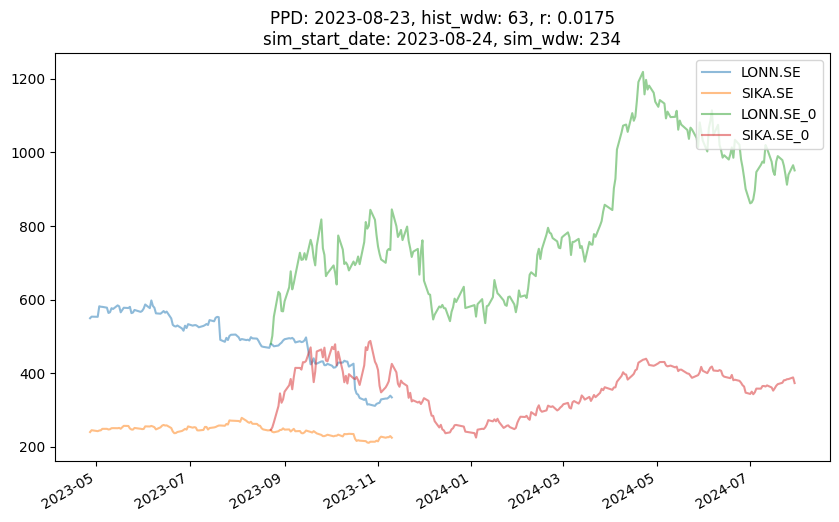 PPD: 2023-08-23, hist_wdw: 63, r: 0.0175
sim_start_date: 2023-08-24, sim_wdw: 234
LONN.SE
SIKA.SE
LONN.SE_0
SIKA.SE_0
1200
1000
800
600
400
200
2023-05
2023-07
2023-09
2023-11
2024-01
2024-03
2024-05
2024-07